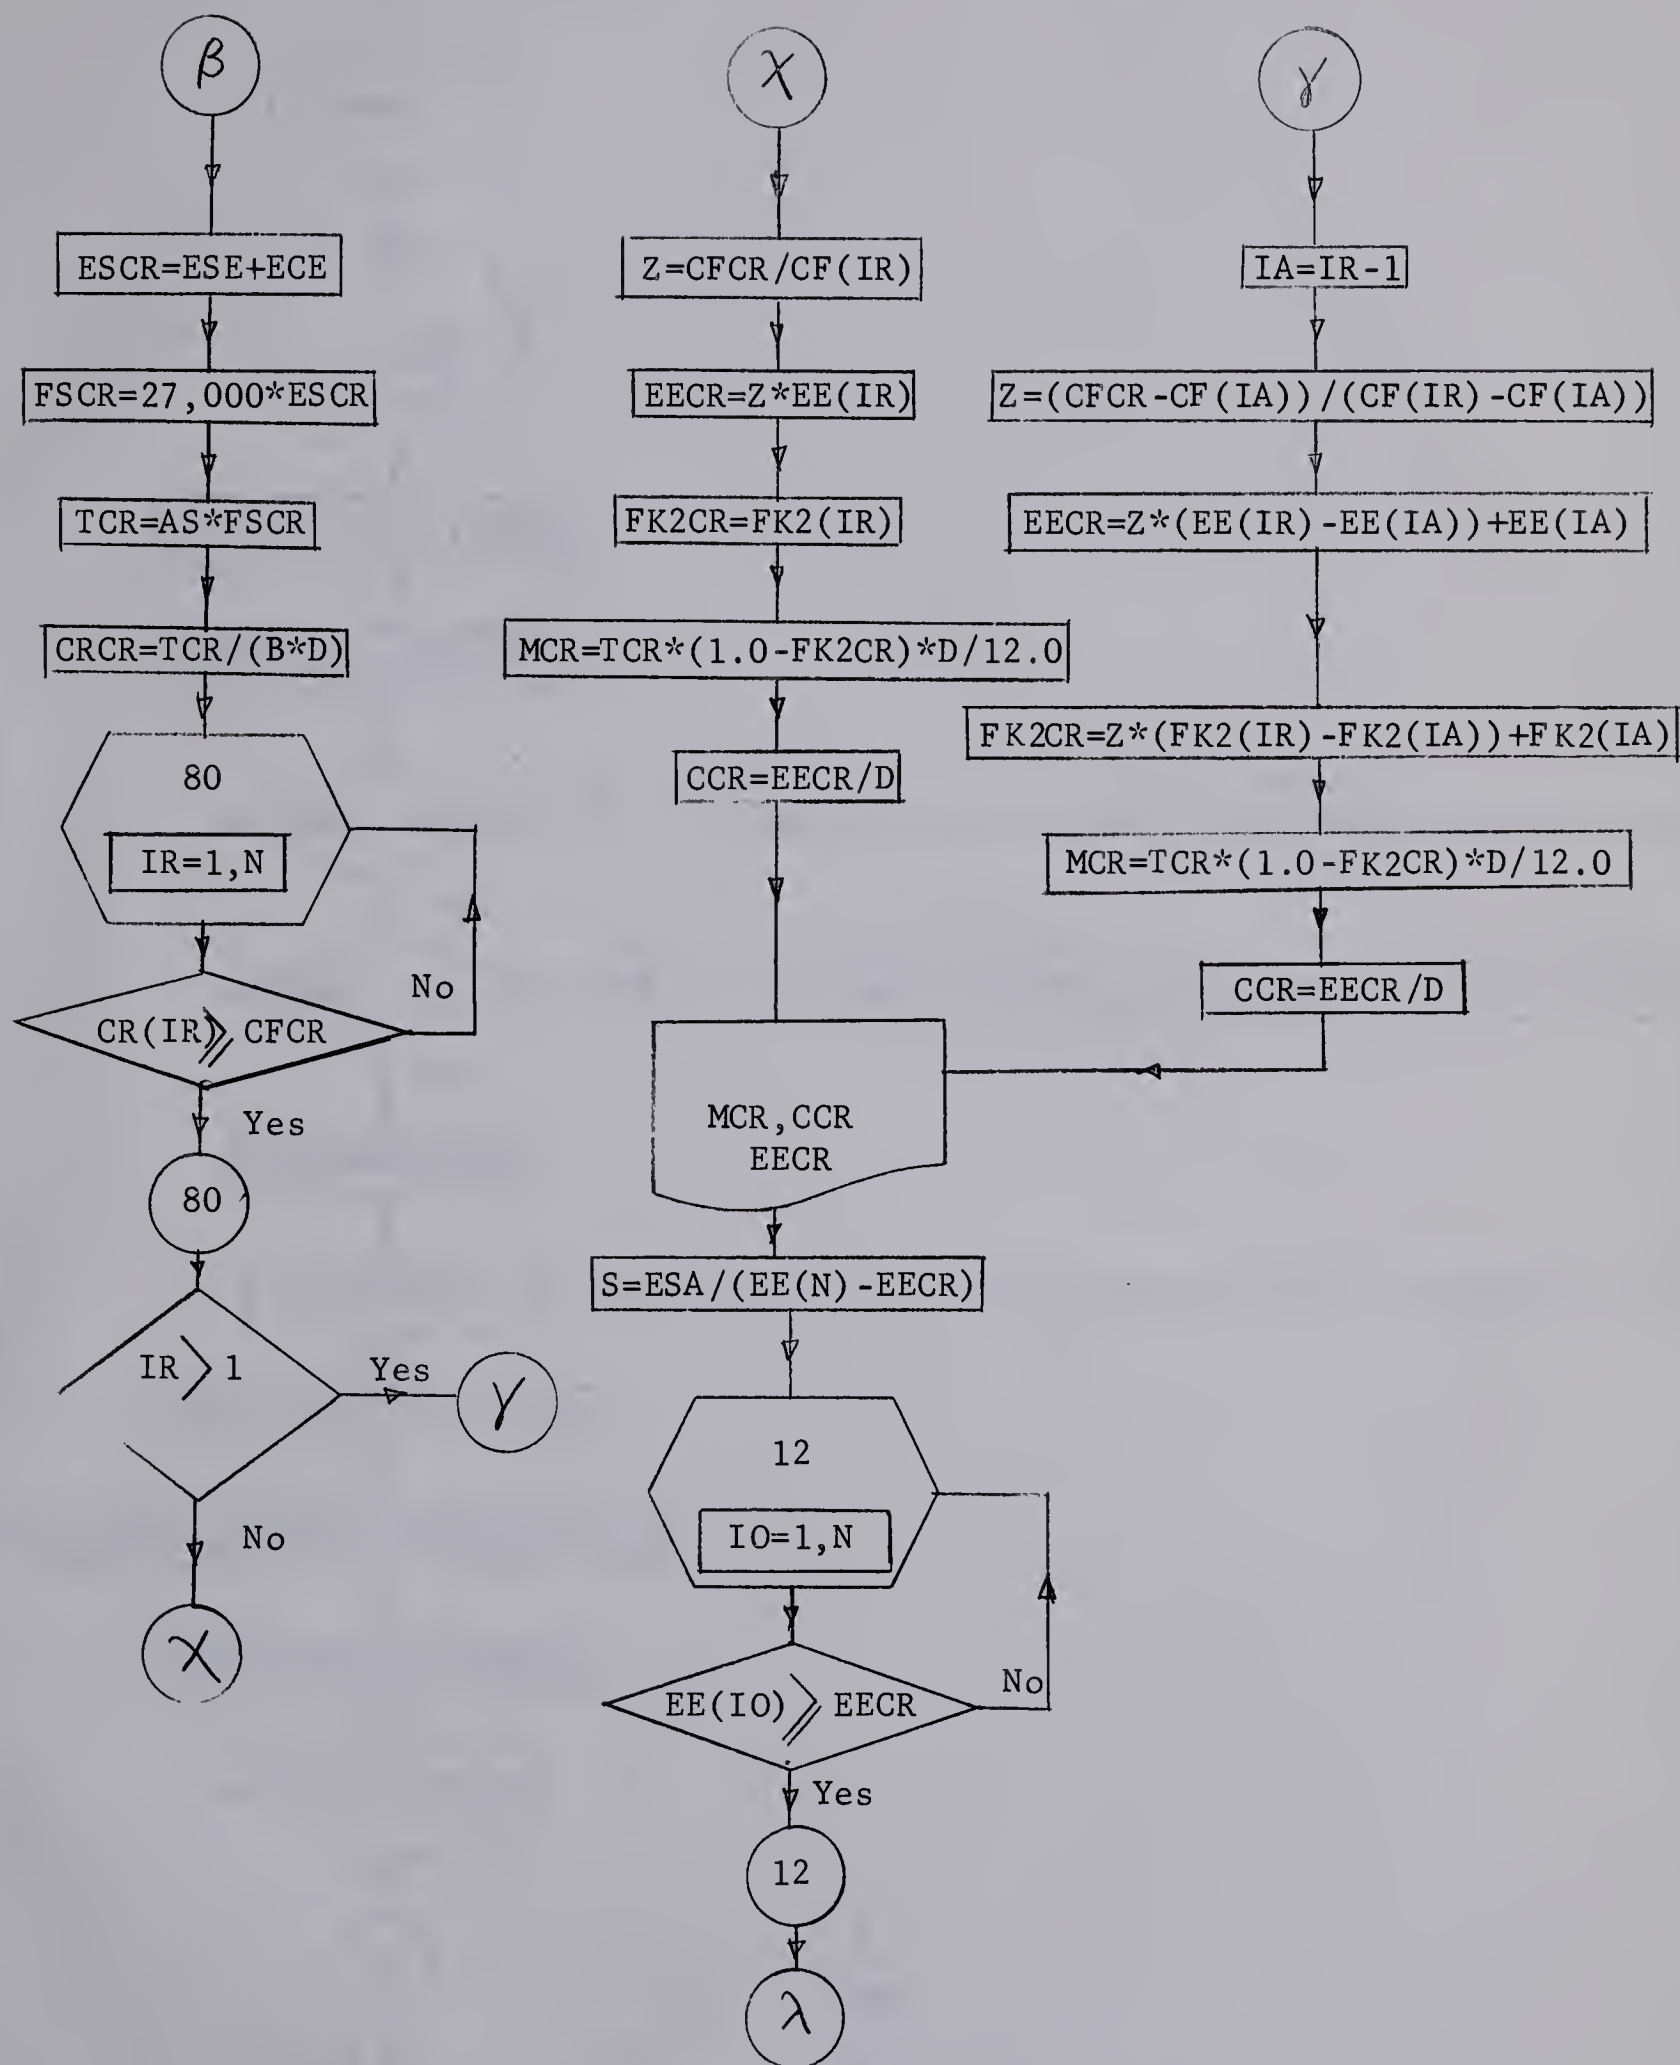 β
ESCR=ESE+ECE
FSCR=27,000*ESCR
TCR=AS*FSCR
CRCR=TCR/(B*D)
80
IR=1,N
No
CR(IR)⩾CFCR
Yes
80
IR>1
Yes
γ
No
χ
χ
Z=CFCR/CF(IR)
EECR=Z*EE(IR)
FK2CR=FK2(IR)
MCR=TCR*(1.0-FK2CR)*D/12.0
CCR=EECR/D
MCR,CCR
EECR
S=ESA/(EE(N)-EECR)
12
IO=1,N
No
EE(IO)⩾EECR
Yes
12
λ
γ
IA=IR-1
Z=(CFCR-CF(IA))/(CF(IR)-CF(IA))
EECR=Z*(EE(IR)-EE(IA))+EE(IA)
FK2CR=Z*(FK2(IR)-FK2(IA))+FK2(IA)
MCR=TCR*(1.0-FK2CR)*D/12.0
CCR=EECR/D